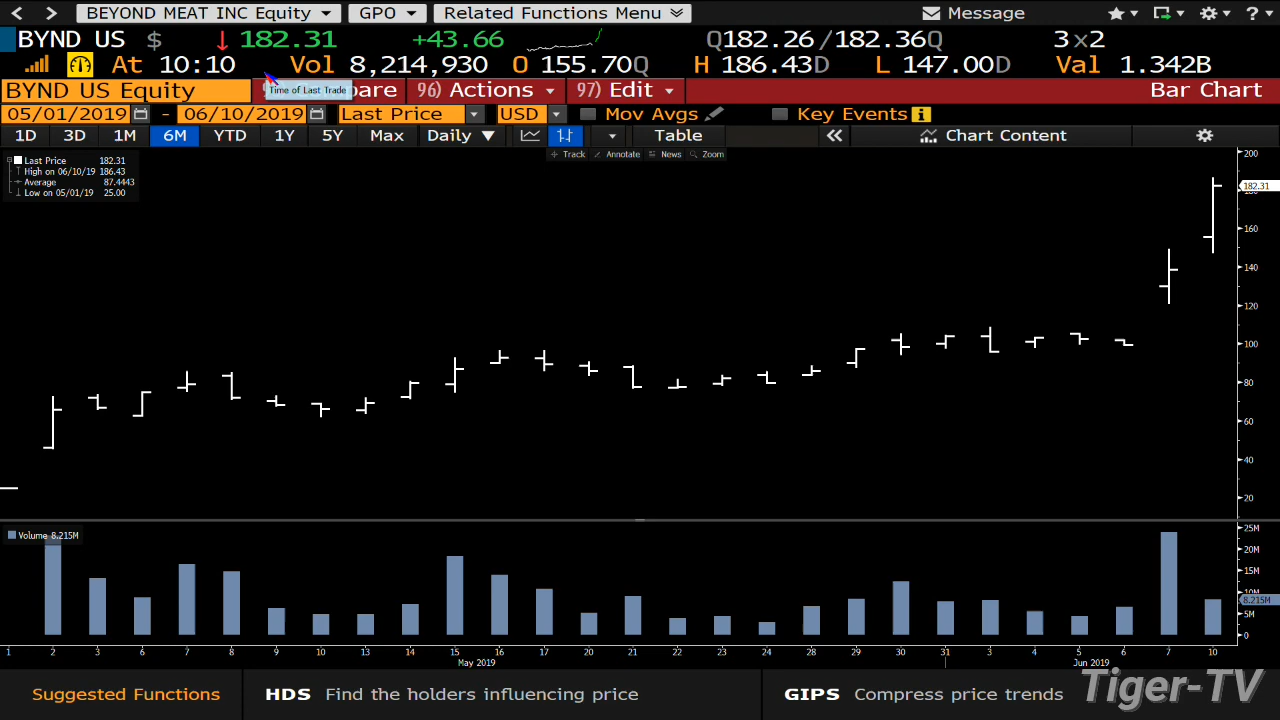 BEYOND MEAT INC Equity GPO Related Functions Menu Message ?
BYND US $ ↓ 182.31 +43.66 Q182.26/182.36Q 3×2
At 10:10 Vol 8,214,930 O 155.70Q H 186.43D L 147.00D Val 1.342B
BYND US Equity Time of Last Trade pare 96) Actions 97) Edit Bar Chart
05/01/2019 - 06/10/2019 Last Price USD Mov Avgs Key Events i
1D 3D 1M 6M YTD 1Y 5Y Max Daily ▼ Table « Chart Content
Track Annotate News Zoom
Last Price 182.31
High on 06/10/19 186.43
Average 87.4443
Low on 05/01/19 25.00
200
182.31
160
140
120
100
80
60
40
20
Volume 8.215M
25M
20M
15M
10M
8.215M
5M
0
1 2 3 6 7 8 9 10 13 14 15 16 17 20 21 22 23 24 28 29 30 31 3 4 5 6 7 10
May 2019 Jun 2019
Suggested Functions HDS Find the holders influencing price GIPS Compress price trends
Tiger-TV